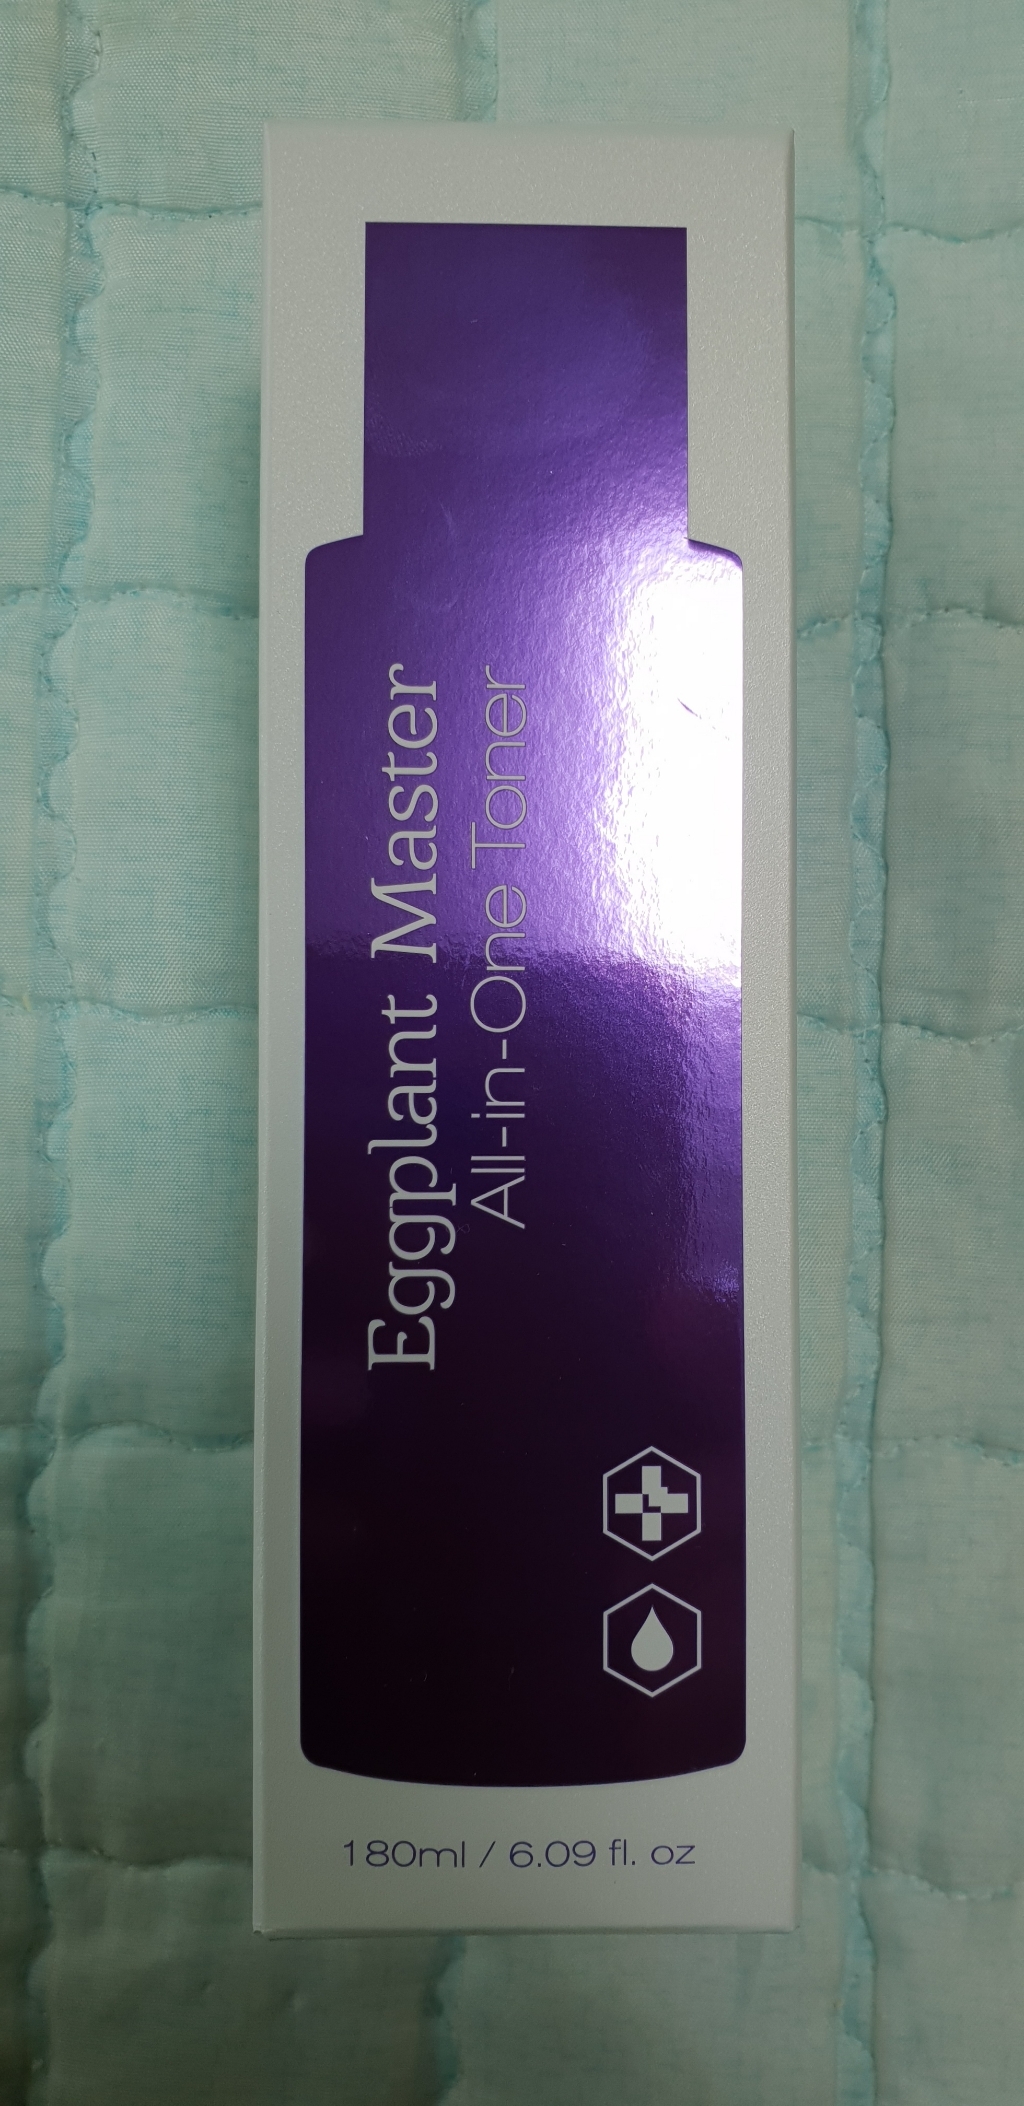 Eggplant Master
All-in-One Toner
180ml / 6.09 fl. oz